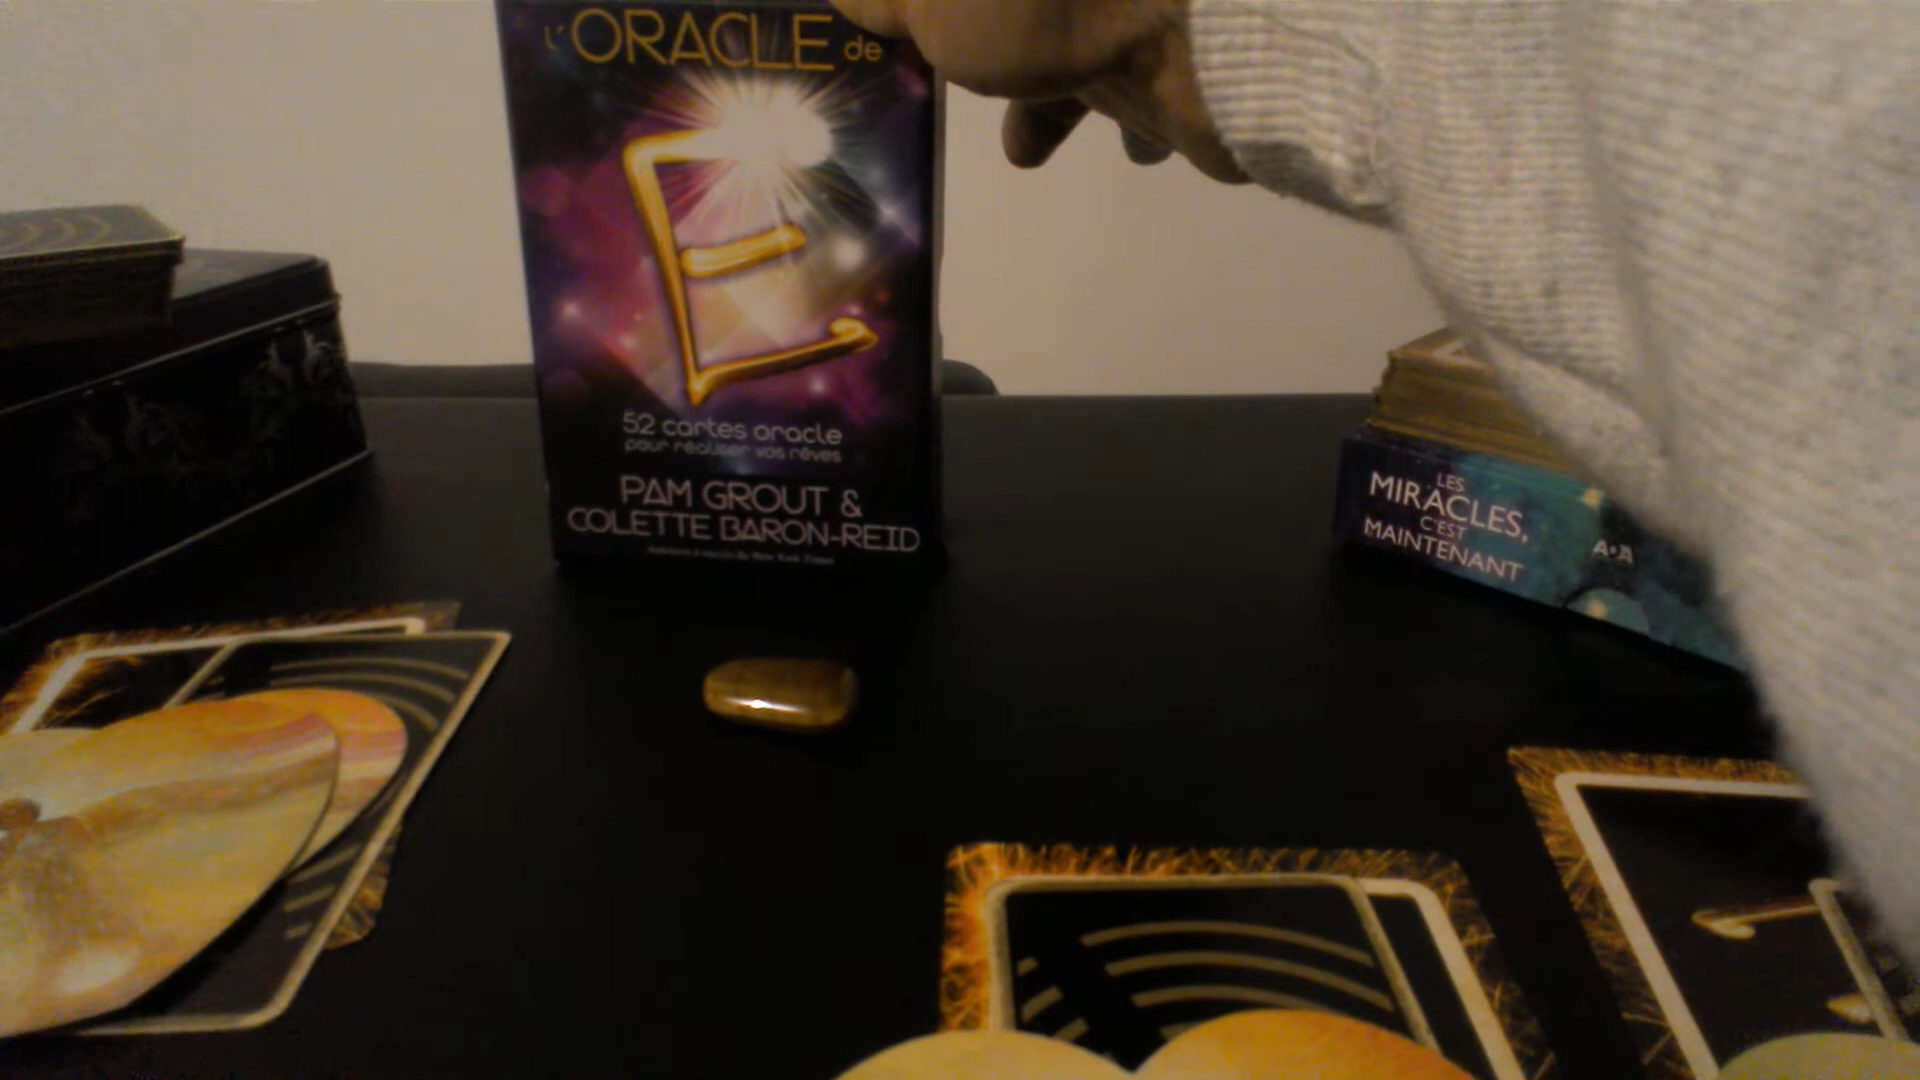 L'ORACLE de
E
52 cartes oracle
pour réaliser vos rêves
PAM GROUT &
COLETTE BARON-REID
LES
MIRACLES,
C'EST
MAINTENANT